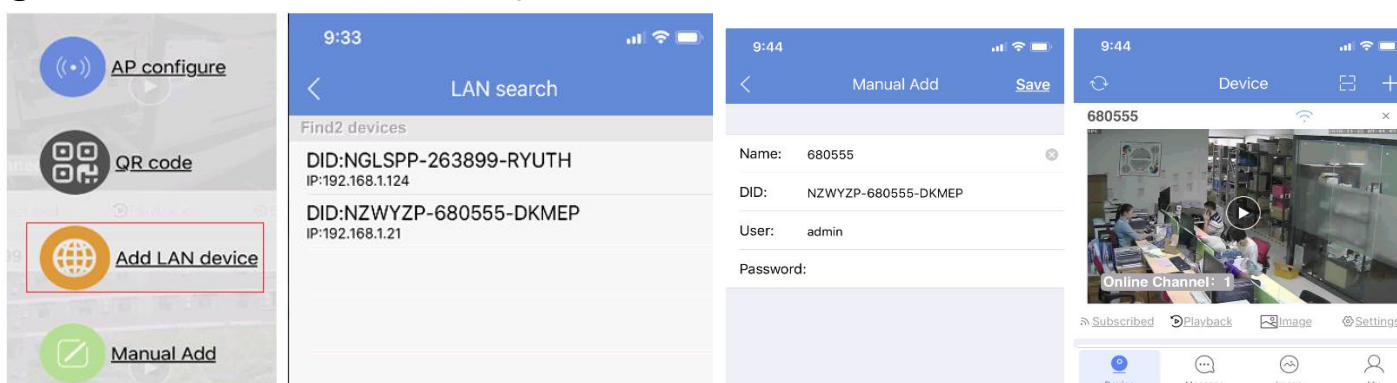 AP configure
QR code
Add LAN device
Manual Add
9:33
LAN search
Find2 devices
DID:NGLSPP-263899-RYUTH
IP:192.168.1.124
DID:NZWYZP-680555-DKMEP
IP:192.168.1.21
9:44
Manual Add Save
Name: 680555
DID: NZWYZP-680555-DKMEP
User: admin
Password:
9:44
Device
680555
Online Channel: 1
Subscribed Playback Image Settings